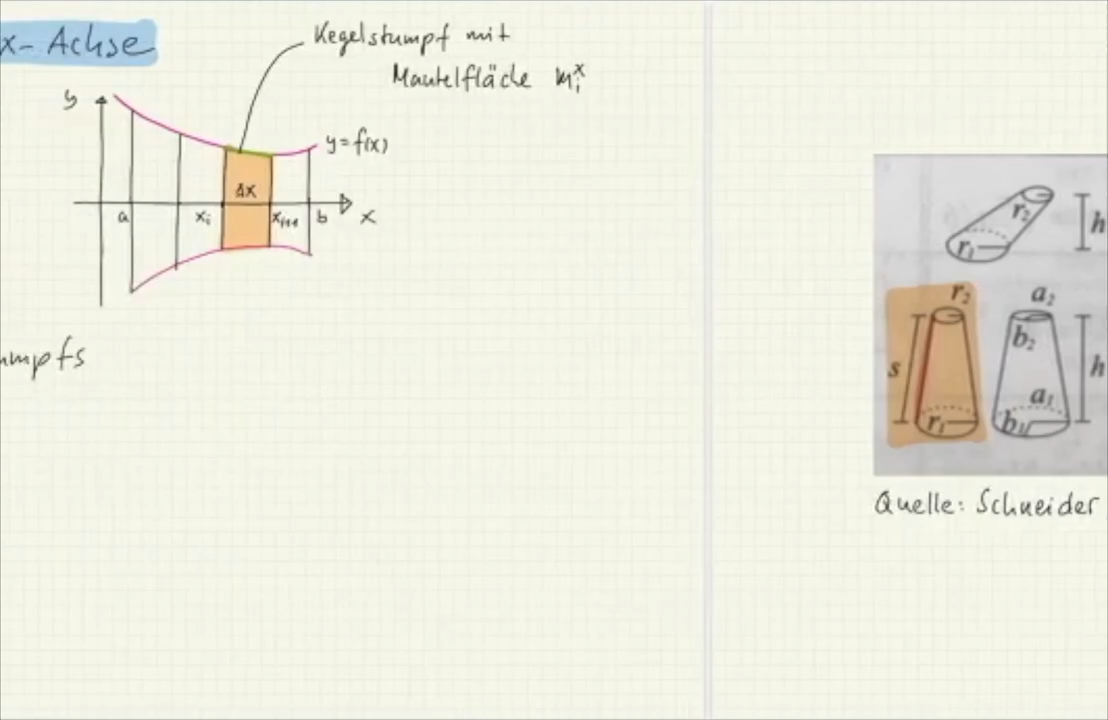 x-Achse
Kegelstumpf mit
Mantelfläche mᵢˣ
y
y=f(x)
Δx
a
xᵢ
xᵢ₊₁
b
x
umpfs
r₂
h
r₁
r₂
a₂
b₂
s
h
a₁
r₁
b₁
Quelle: Schneider